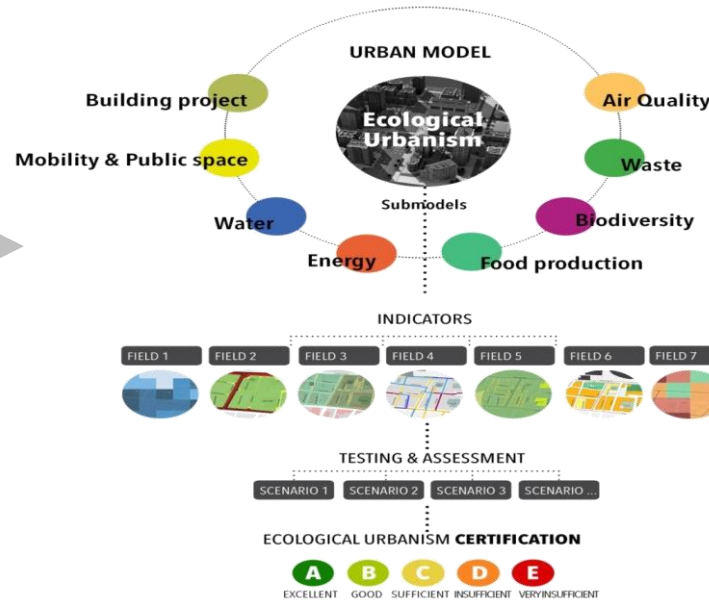 URBAN MODEL
Ecological
Urbanism
Building project
Air Quality
Mobility & Public space
Waste
Submodels
Water
Biodiversity
Energy
Food production
INDICATORS
FIELD 1 FIELD 2 FIELD 3 FIELD 4 FIELD 5 FIELD 6 FIELD 7
TESTING & ASSESSMENT
SCENARIO 1 SCENARIO 2 SCENARIO 3 SCENARIO ...
ECOLOGICAL URBANISM CERTIFICATION
A B C D E
EXCELLENT GOOD SUFFICIENT INSUFFICIENT VERYINSUFFICIENT